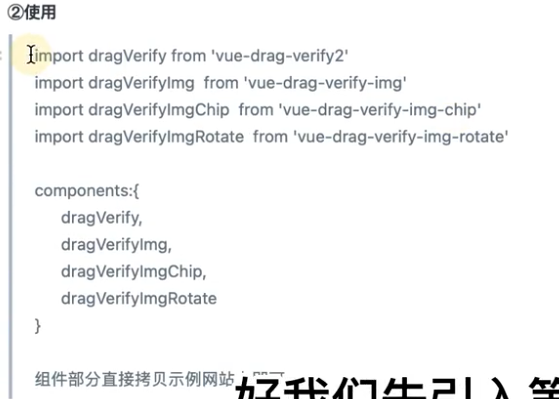 ②使用
import dragVerify from 'vue-drag-verify2'
import dragVerifyImg from 'vue-drag-verify-img'
import dragVerifyImgChip from 'vue-drag-verify-img-chip'
import dragVerifyImgRotate from 'vue-drag-verify-img-rotate'
components:{
dragVerify,
dragVerifyImg,
dragVerifyImgChip,
dragVerifyImgRotate
}
组件部分直接拷贝示例网站
好我们先引入